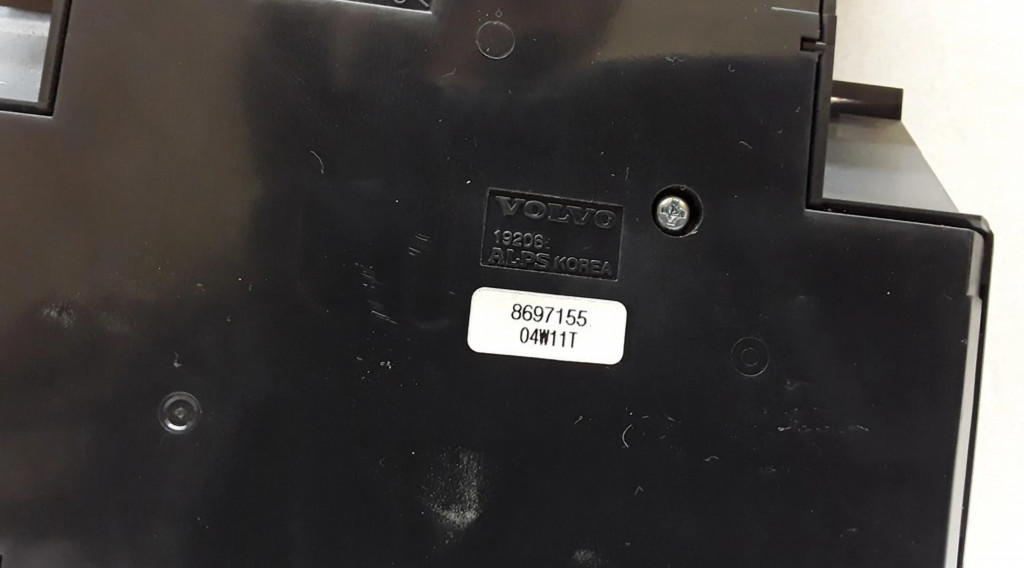 VOLVO
19206
ALPS KOREA
8697155
04W11T